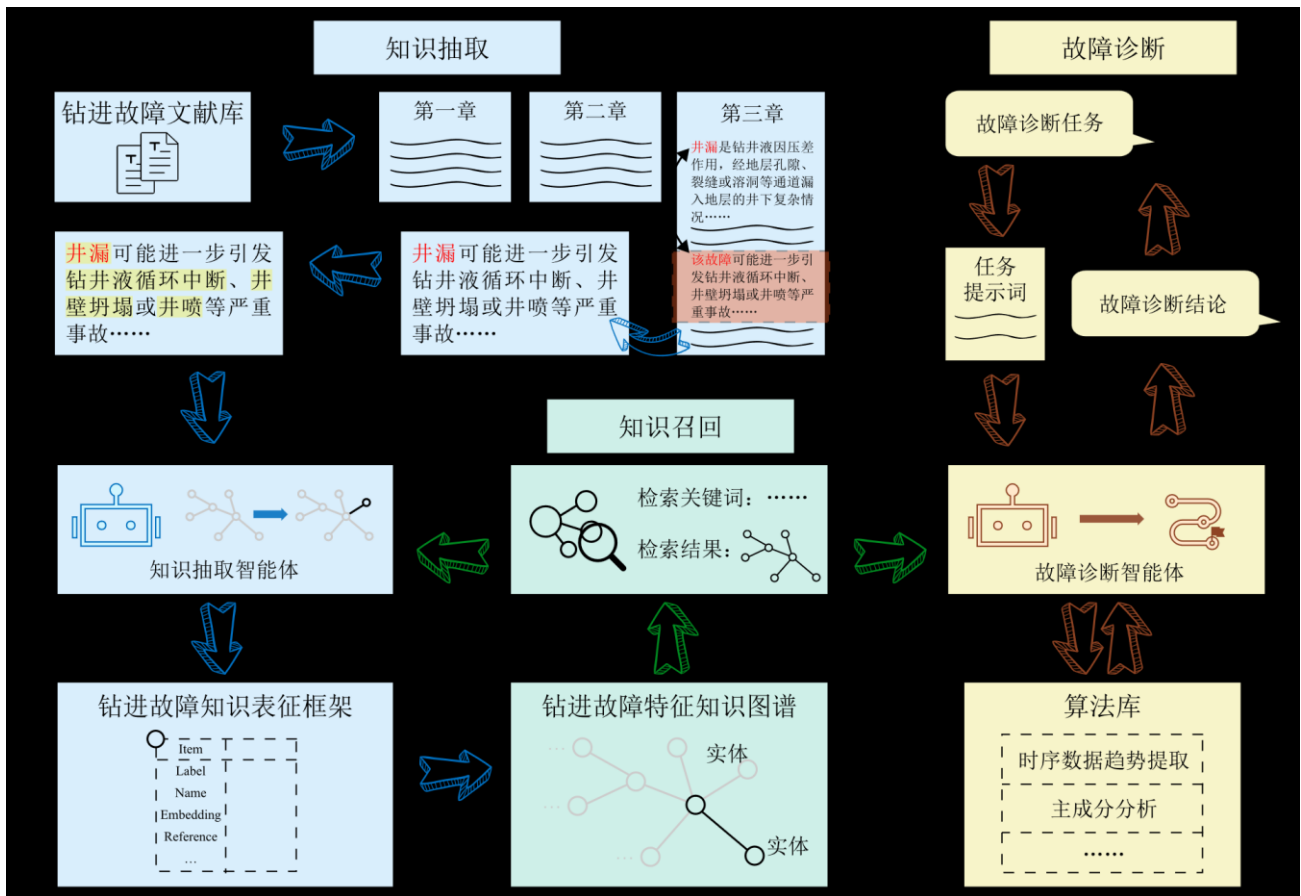 知识抽取
故障诊断
钻进故障文献库
T
T
第一章
第二章
第三章
井漏是钻井液因压差
作用，经地层孔隙、
裂缝或溶洞等通道漏
入地层的井下复杂情
况……
该故障可能进一步引
发钻井液循环中断、
井壁坍塌或井喷等严
重事故……
井漏可能进一步引发
钻井液循环中断、井
壁坍塌或井喷等严重
事故……
井漏可能进一步引发
钻井液循环中断、井
壁坍塌或井喷等严重
事故……
故障诊断任务
任务
提示词
故障诊断结论
知识召回
知识抽取智能体
检索关键词：……
检索结果：
故障诊断智能体
钻进故障知识表征框架
Item
Label
Name
Embedding
Reference
…
钻进故障特征知识图谱
…
…
…
实体
实体
算法库
时序数据趋势提取
主成分分析
……